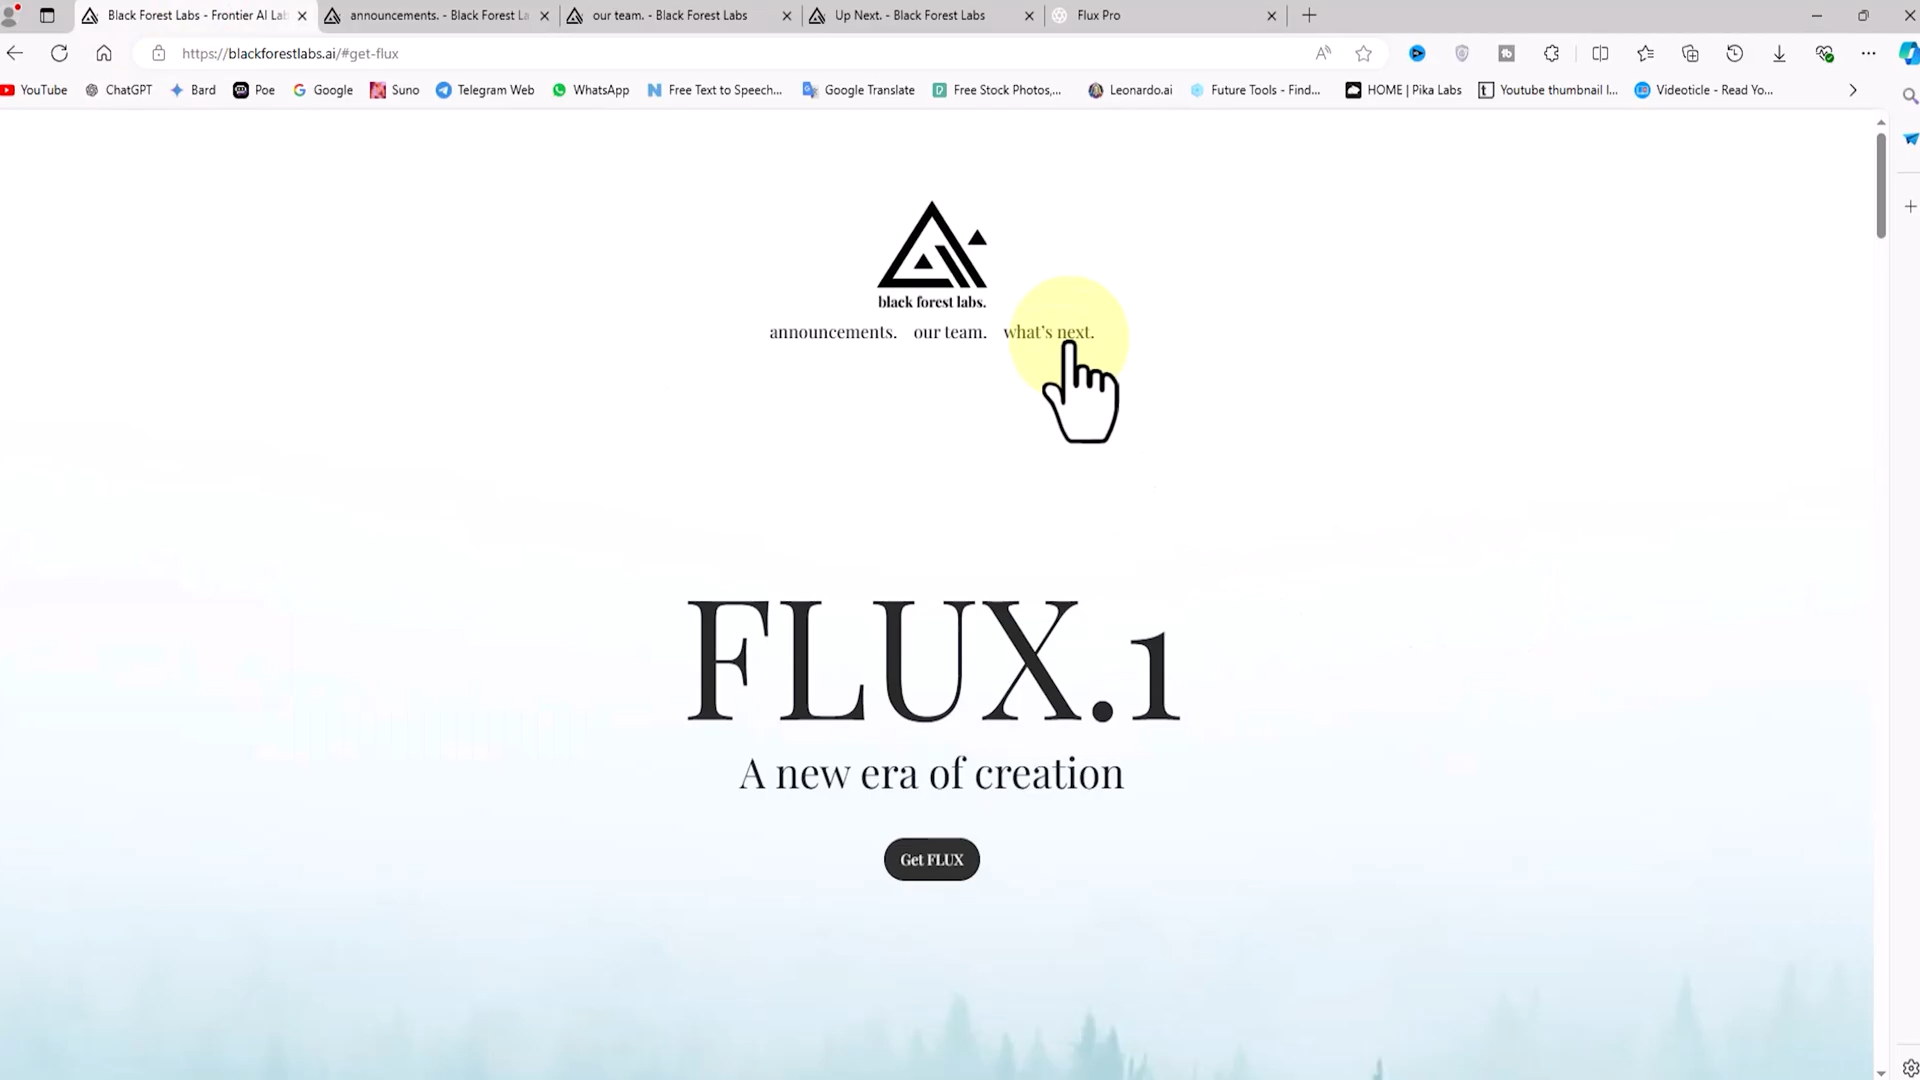 Black Forest Labs - Frontier AI Lab
announcements. - Black Forest La
our team. - Black Forest Labs
Up Next. - Black Forest Labs
Flux Pro
https://blackforestlabs.ai/#get-flux
YouTube
ChatGPT
Bard
Poe
Google
Suno
Telegram Web
WhatsApp
Free Text to Speech...
Google Translate
Free Stock Photos,...
Leonardo.ai
Future Tools - Find...
HOME | Pika Labs
Youtube thumbnail l...
Videoticle - Read Yo...
black forest labs.
announcements. our team. what's next.
FLUX.1
A new era of creation
Get FLUX